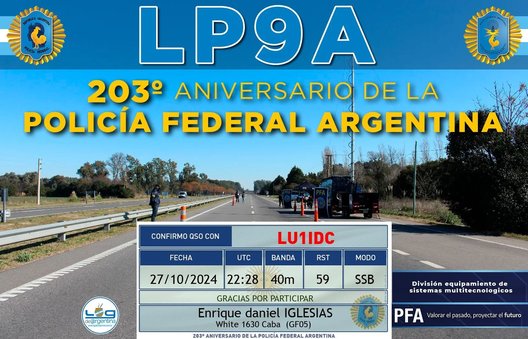 LP9A
203º ANIVERSARIO DE LA
POLICÍA FEDERAL ARGENTINA
CONFIRMO QSO CON LU1IDC
FECHA UTC BANDA RST MODO
27/10/2024 22:28 40m 59 SSB
GRACIAS POR PARTICIPAR
Enrique daniel IGLESIAS
White 1630 Caba (GF05)
203º ANIVERSARIO DE LA POLICIA FEDERAL ARGENTINA
División equipamiento de
sistemas multitecnologicos
PFA Valorar el pasado, proyectar el futuro